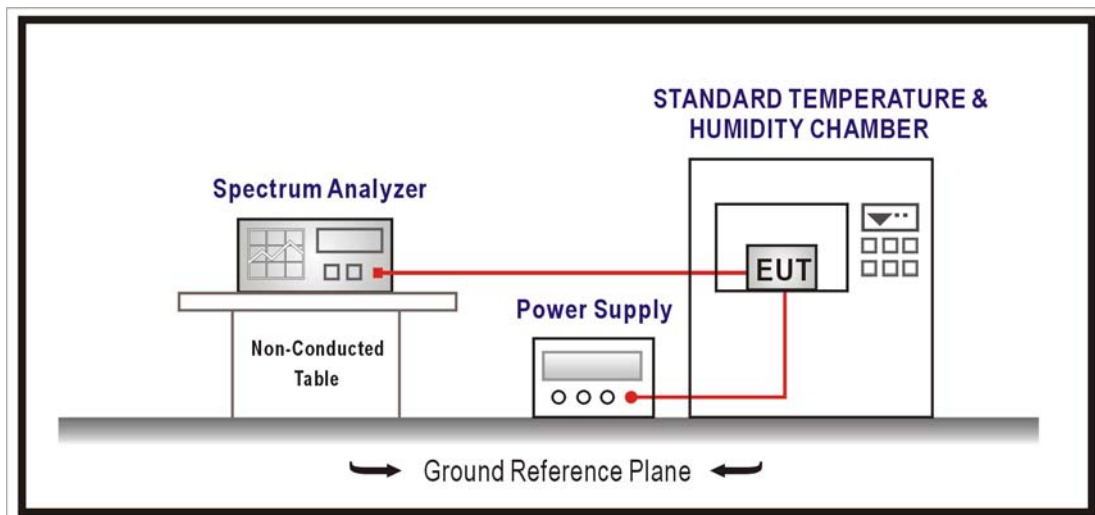 STANDARD TEMPERATURE &
HUMIDITY CHAMBER
Spectrum Analyzer
EUT
Power Supply
Non-Conducted
Table
Ground Reference Plane